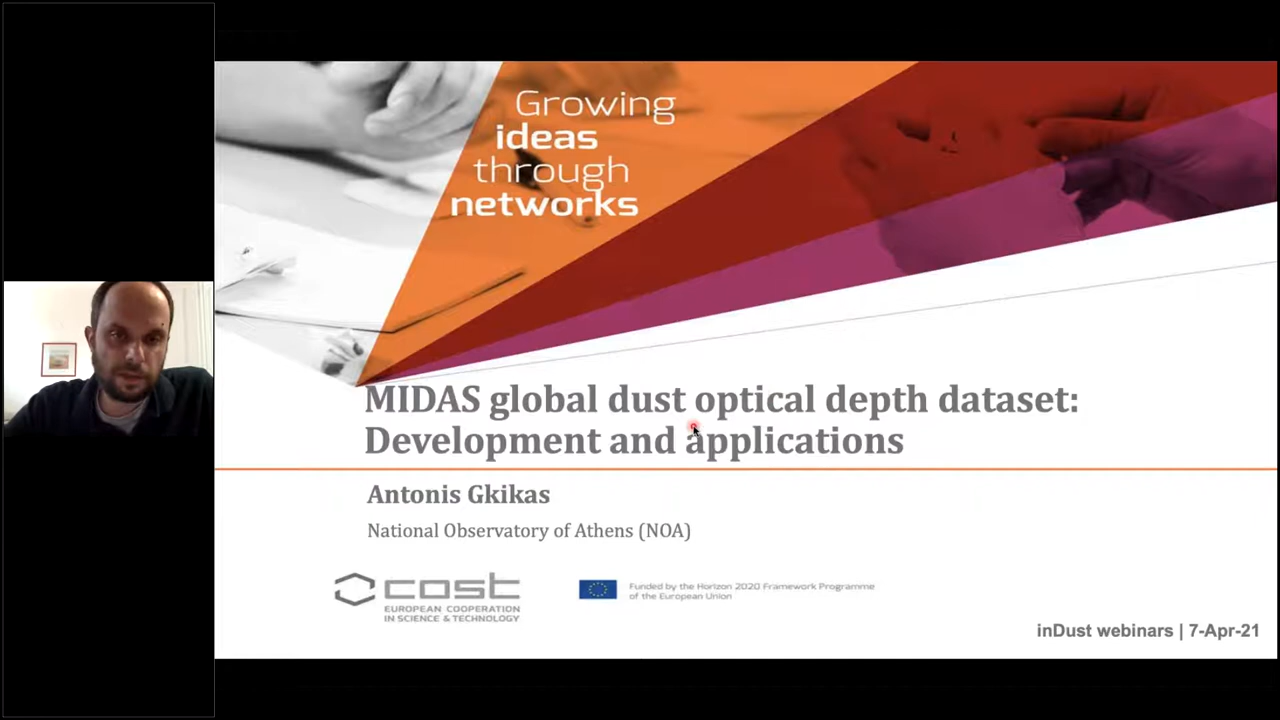 Growing
ideas
through
networks
MIDAS global dust optical depth dataset:
Development and applications
Antonis Gkikas
National Observatory of Athens (NOA)
cost
EUROPEAN COOPERATION
IN SCIENCE & TECHNOLOGY
Funded by the Horizon 2020 Framework Programme
of the European Union
inDust webinars | 7-Apr-21